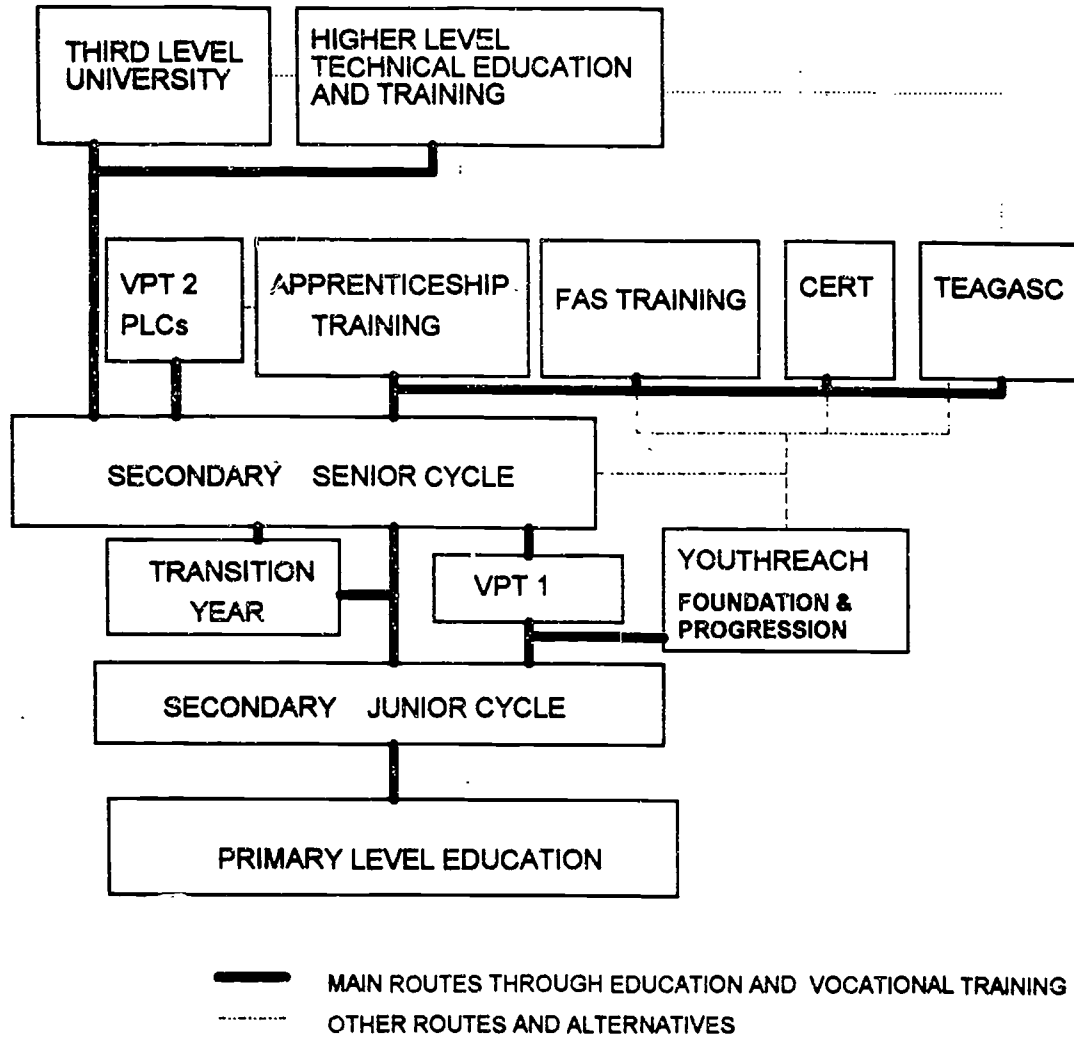 THIRD LEVEL
UNIVERSITY
HIGHER LEVEL
TECHNICAL EDUCATION
AND TRAINING
VPT 2
PLCs
APPRENTICESHIP
TRAINING
FAS TRAINING
CERT
TEAGASC
SECONDARY SENIOR CYCLE
TRANSITION
YEAR
VPT 1
YOUTHREACH
FOUNDATION &
PROGRESSION
SECONDARY JUNIOR CYCLE
PRIMARY LEVEL EDUCATION
MAIN ROUTES THROUGH EDUCATION AND VOCATIONAL TRAINING
OTHER ROUTES AND ALTERNATIVES